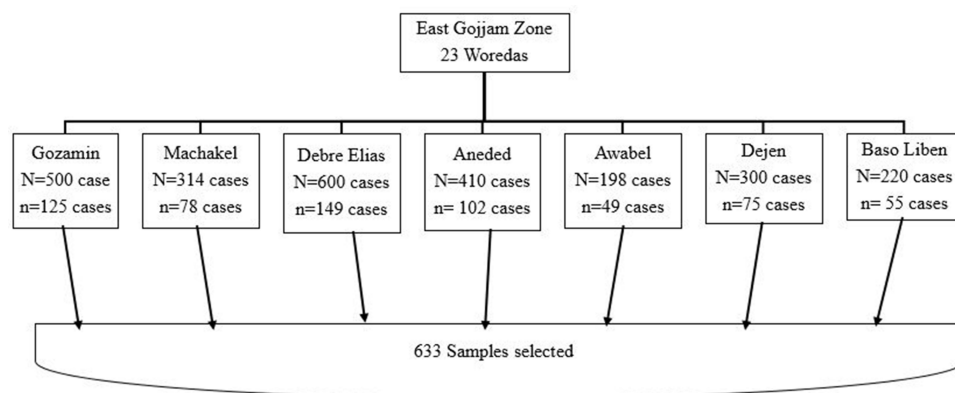 East Gojjam Zone
23 Woredas
Gozamin
N=500 case
n=125 cases
Machakel
N=314 cases
n=78 cases
Debre Elias
N=600 cases
n=149 cases
Aneded
N=410 cases
n= 102 cases
Awabel
N=198 cases
n=49 cases
Dejen
N=300 cases
n=75 cases
Baso Liben
N=220 cases
n= 55 cases
633 Samples selected